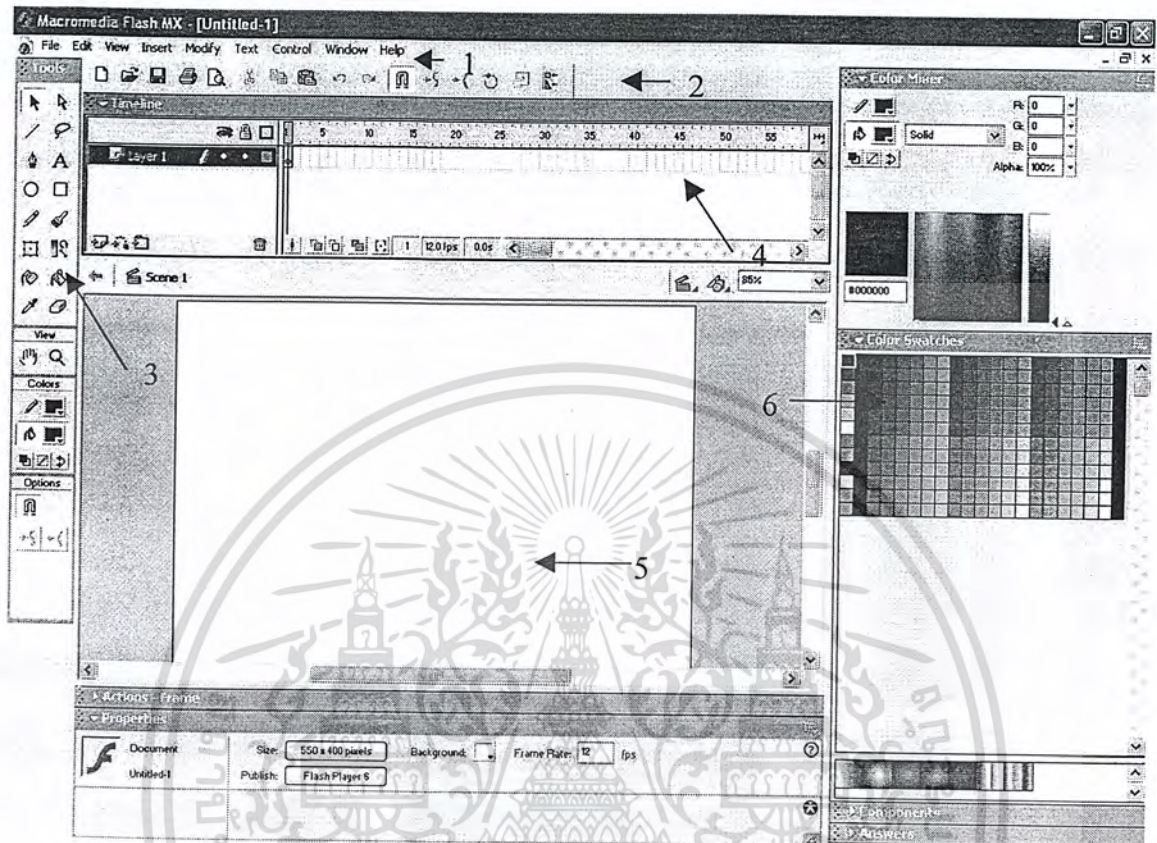 Macromedia Flash MX - [Untitled-1]
File Edit View Insert Modify Text Control Window Help
1
Tools
2
Timeline
1 5 10 15 20 25 30 35 40 45 50 55
Layer 1
1 12.0 fps 0.0s
4
Scene 1
85%
3
View
Colors
Options
5
Color Mixer
R: 0
G: 0
Solid
B: 0
Alpha: 100%
#000000
Color Swatches
6
Actions - Frame
Properties
Document
Size: 550 x 400 pixels
Background:
Frame Rate: 12 fps
Untitled-1
Publish: Flash Player 6
Components
Answers